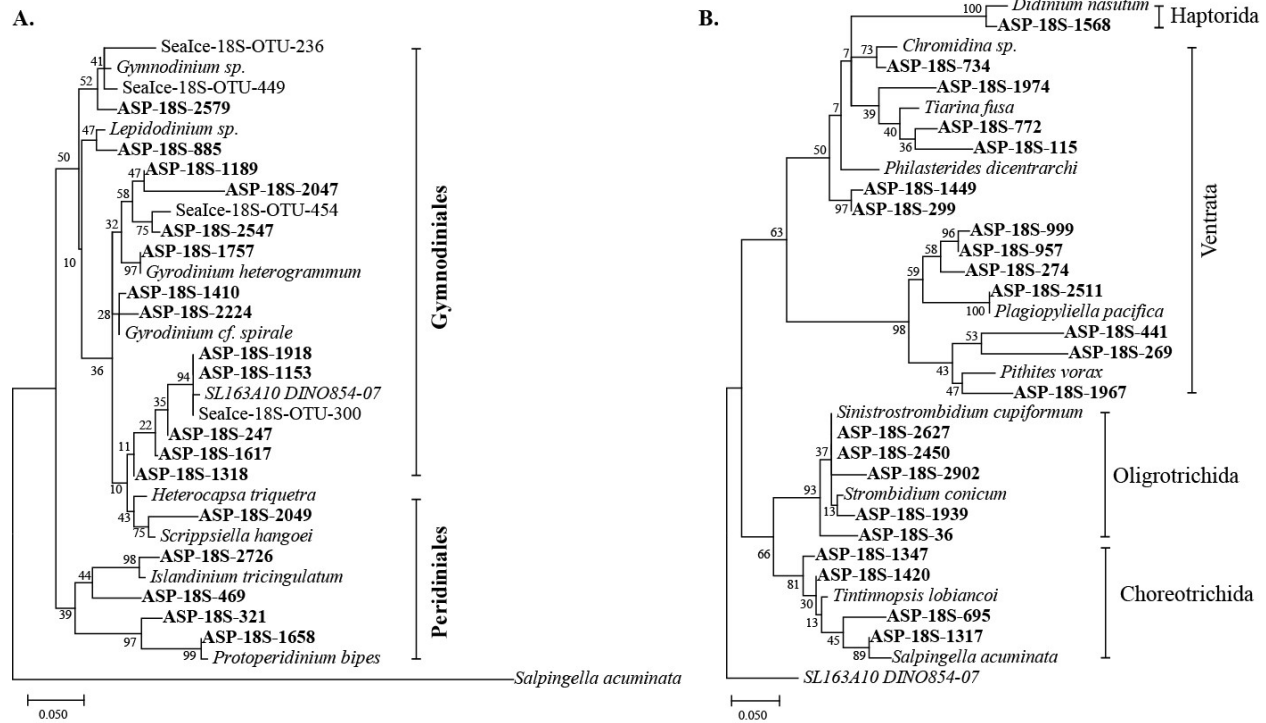 A.
SeaIce-18S-OTU-236
41
Gymnodinium sp.
52
SeaIce-18S-OTU-449
ASP-18S-2579
Lepidodinium sp.
47
ASP-18S-885
50
ASP-18S-1189
47
ASP-18S-2047
58
SeaIce-18S-OTU-454
32
75
ASP-18S-2547
ASP-18S-1757
10
97
Gyrodinium heterogrammum
ASP-18S-1410
28
ASP-18S-2224
Gyrodinium cf. spirale
36
ASP-18S-1918
94
ASP-18S-1153
SL163A10 DINO854-07
35
SeaIce-18S-OTU-300
22
ASP-18S-247
11
ASP-18S-1617
ASP-18S-1318
10
Heterocapsa triquetra
43
ASP-18S-2049
75
Scrippsiella hangoei
98
ASP-18S-2726
44
Islandinium tricingulatum
ASP-18S-469
39
ASP-18S-321
97
ASP-18S-1658
99
Protoperidinium bipes
Salpingella acuminata
0.050
Gymnodiniales
Peridiniales
B.
Didinium nasutum
100
ASP-18S-1568
Haptorida
7
73
Chromidina sp.
ASP-18S-734
ASP-18S-1974
7
39
Tiarina fusa
40
ASP-18S-772
36
ASP-18S-115
50
Philasterides dicentrarchi
ASP-18S-1449
97
ASP-18S-299
63
96
ASP-18S-999
58
ASP-18S-957
59
ASP-18S-274
ASP-18S-2511
100
Plagiopyliella pacifica
98
53
ASP-18S-441
ASP-18S-269
43
Pithites vorax
47
ASP-18S-1967
Ventrata
Sinistrostrombidium cupiformum
ASP-18S-2627
37
ASP-18S-2450
ASP-18S-2902
93
Strombidium conicum
13
ASP-18S-1939
ASP-18S-36
Oligrotrichida
66
ASP-18S-1347
81
ASP-18S-1420
30
Tintinnopsis lobiancoi
13
ASP-18S-695
45
ASP-18S-1317
89
Salpingella acuminata
Choreotrichida
SL163A10 DINO854-07
0.050